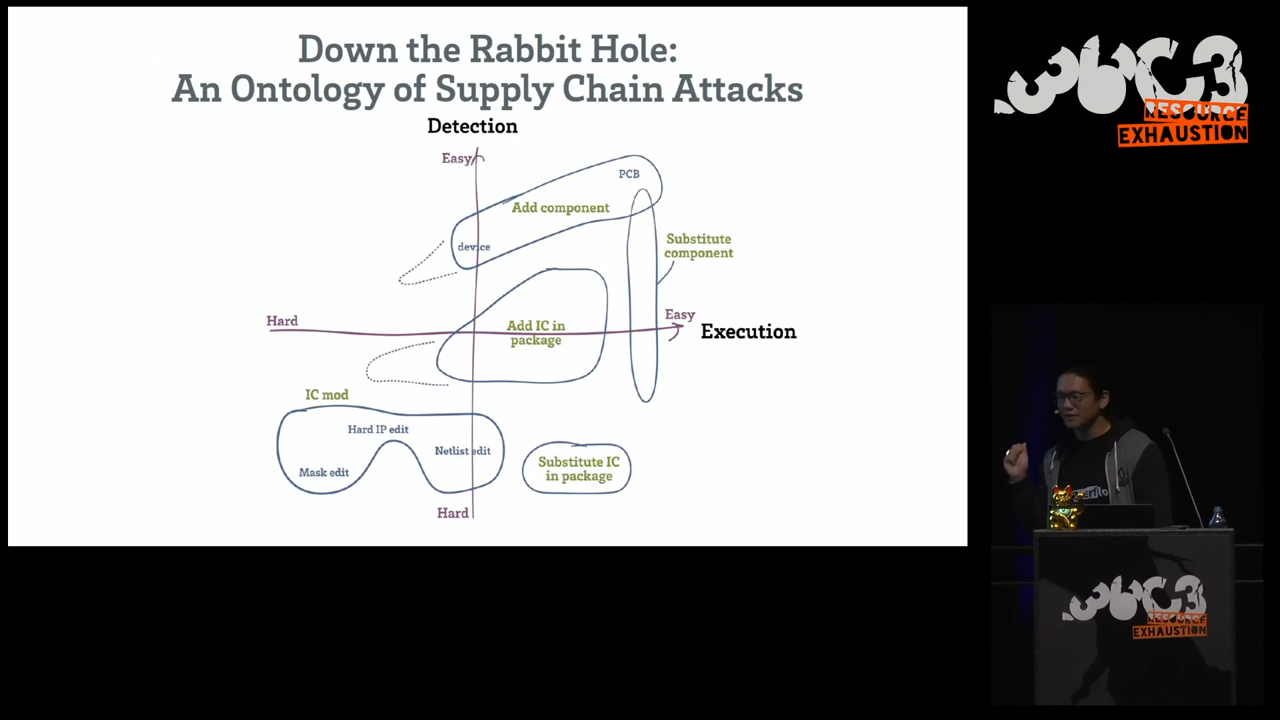 Down the Rabbit Hole:
An Ontology of Supply Chain Attacks
Detection
Easy
PCB
Add component
device
Substitute
component
Hard
Easy
Execution
Add IC in
package
IC mod
Hard IP edit
Netlist edit
Mask edit
Substitute IC
in package
Hard
36C3
RESOURCE
EXHAUSTION
36C3
RESOURCE
EXHAUSTION